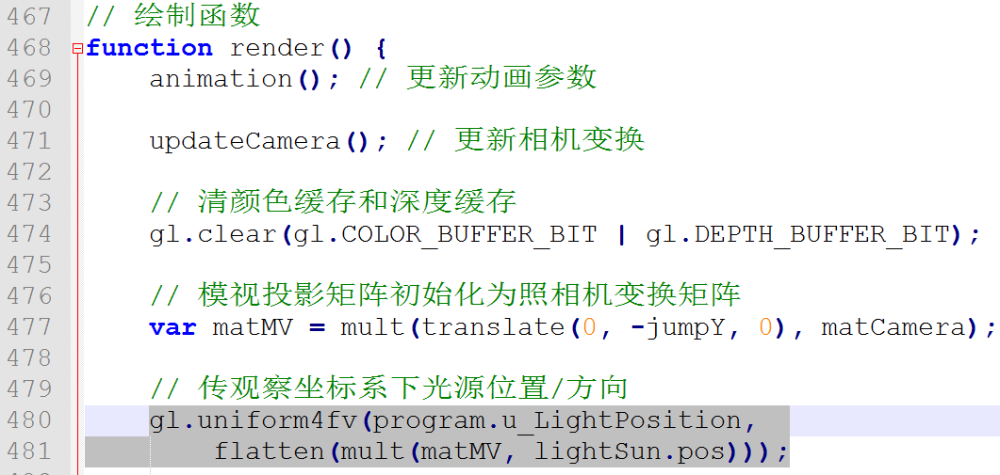 467 // 绘制函数
468 function render() {
469 animation(); // 更新动画参数
470
471 updateCamera(); // 更新相机变换
472
473 // 清颜色缓存和深度缓存
474 gl.clear(gl.COLOR_BUFFER_BIT | gl.DEPTH_BUFFER_BIT);
475
476 // 模视投影矩阵初始化为照相机变换矩阵
477 var matMV = mult(translate(0, -jumpY, 0), matCamera);
478
479 // 传观察坐标系下光源位置/方向
480 gl.uniform4fv(program.u_LightPosition,
481 flatten(mult(matMV, lightSun.pos)));